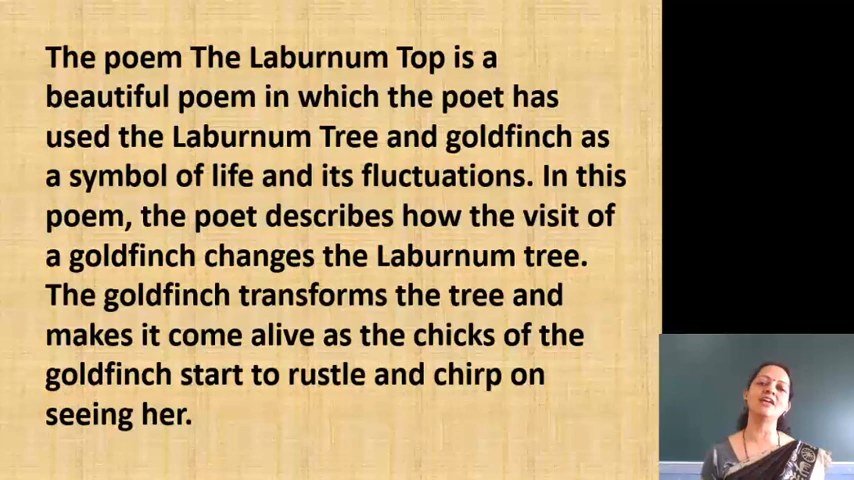 The poem The Laburnum Top is a
beautiful poem in which the poet has
used the Laburnum Tree and goldfinch as
a symbol of life and its fluctuations. In this
poem, the poet describes how the visit of
a goldfinch changes the Laburnum tree.
The goldfinch transforms the tree and
makes it come alive as the chicks of the
goldfinch start to rustle and chirp on
seeing her.